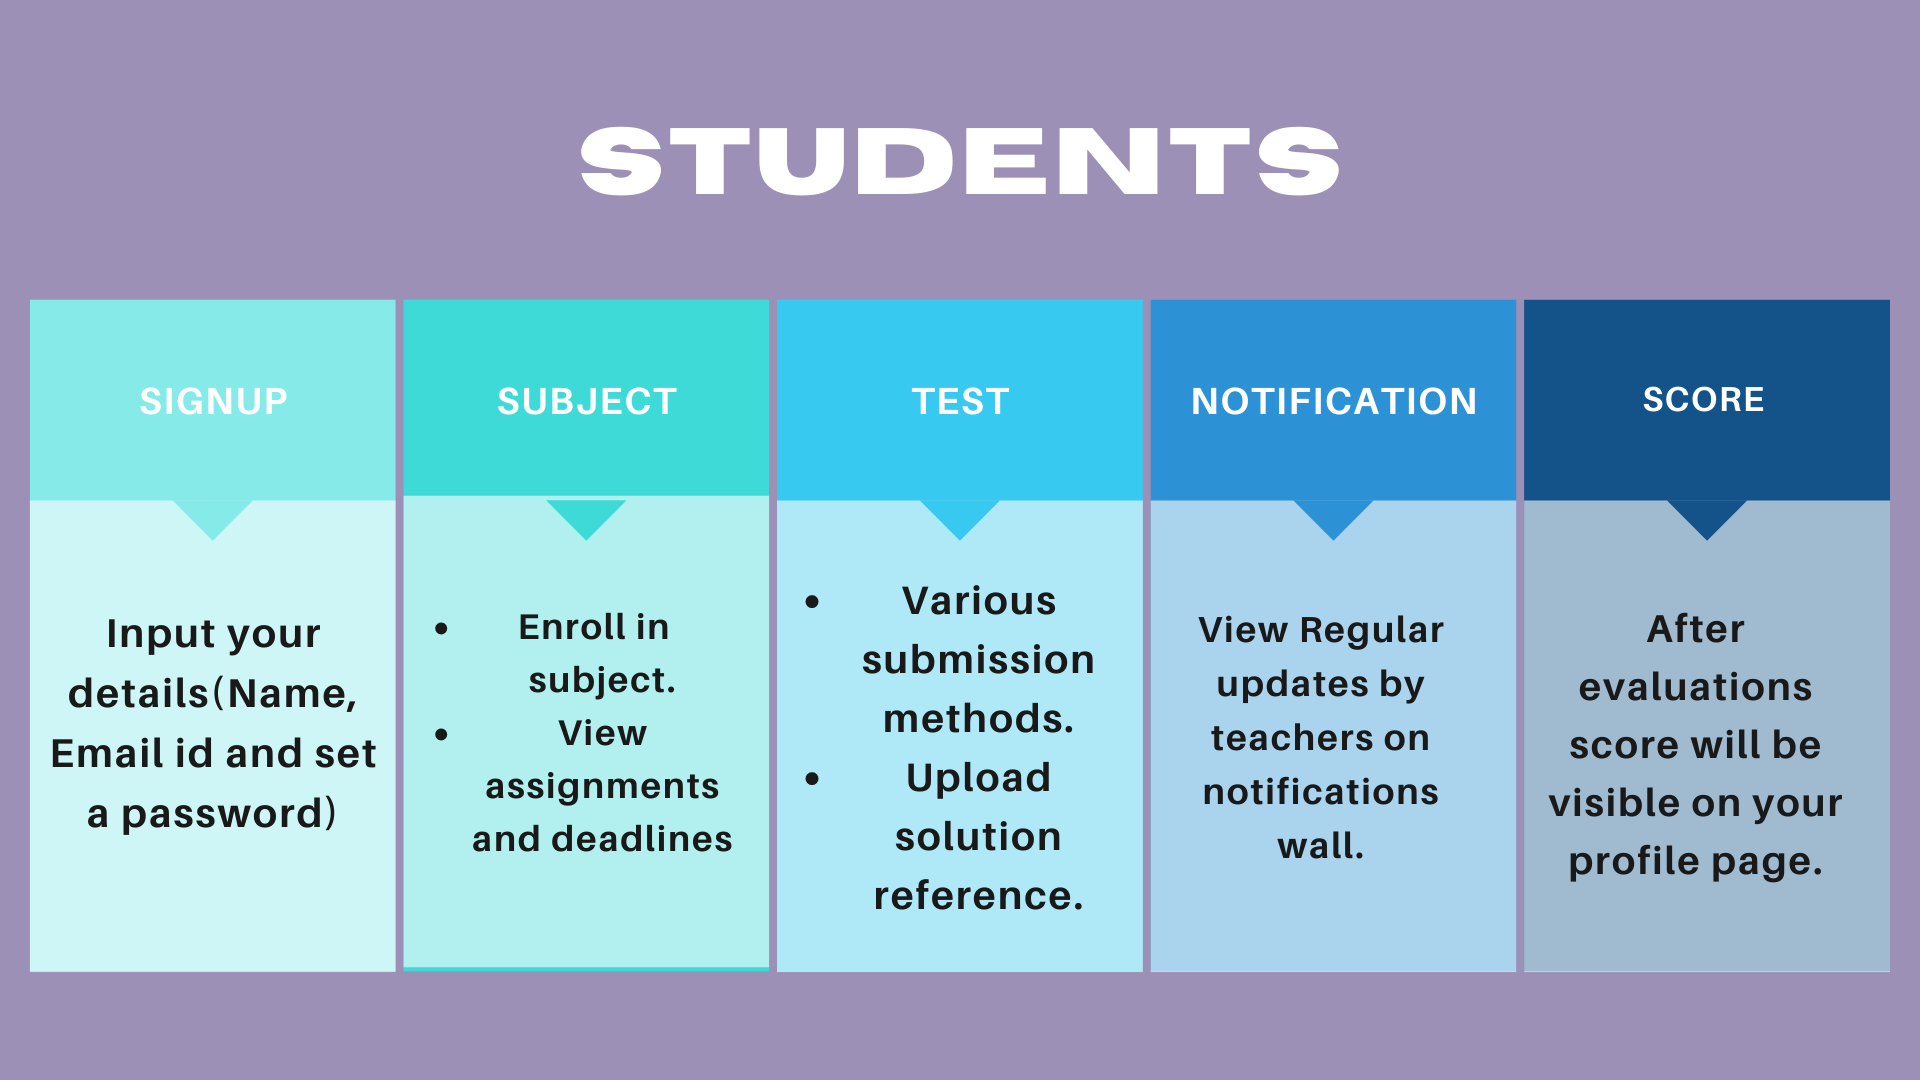 STUDENTS
SIGNUP
Input your
details(Name,
Email id and set
a password)
SUBJECT
• Enroll in
subject.
• View
assignments
and deadlines
TEST
• Various
submission
methods.
• Upload
solution
reference.
NOTIFICATION
View Regular
updates by
teachers on
notifications
wall.
SCORE
After
evaluations
score will be
visible on your
profile page.